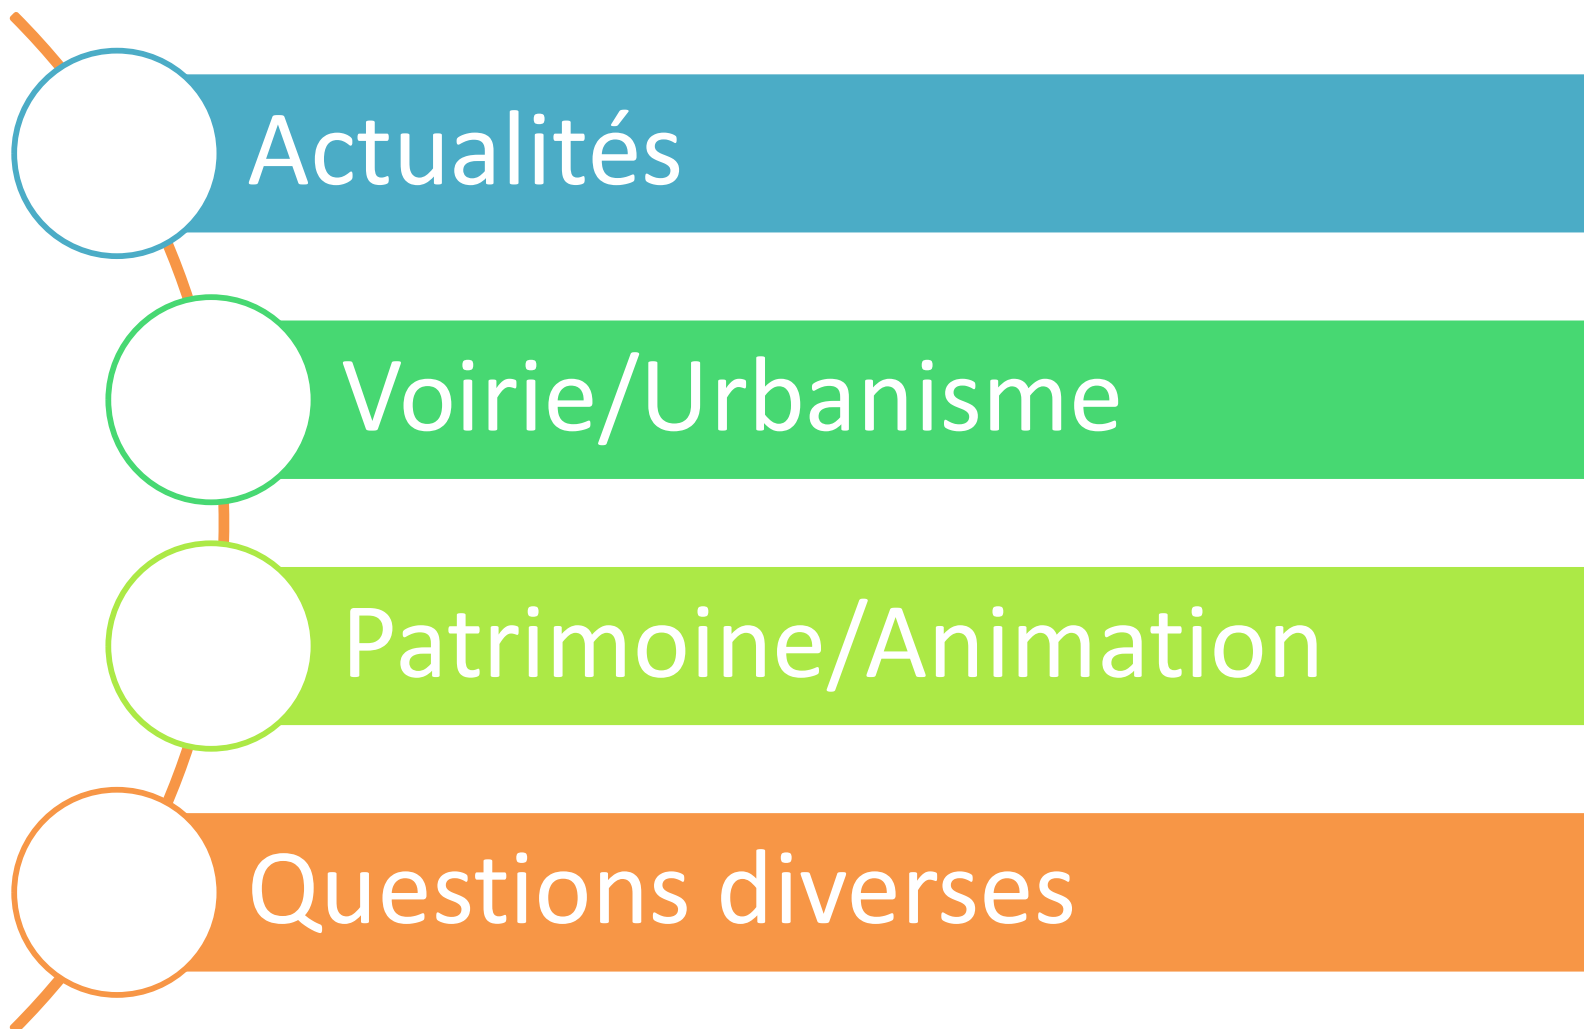 Actualités
Voirie/Urbanisme
Patrimoine/Animation
Questions diverses